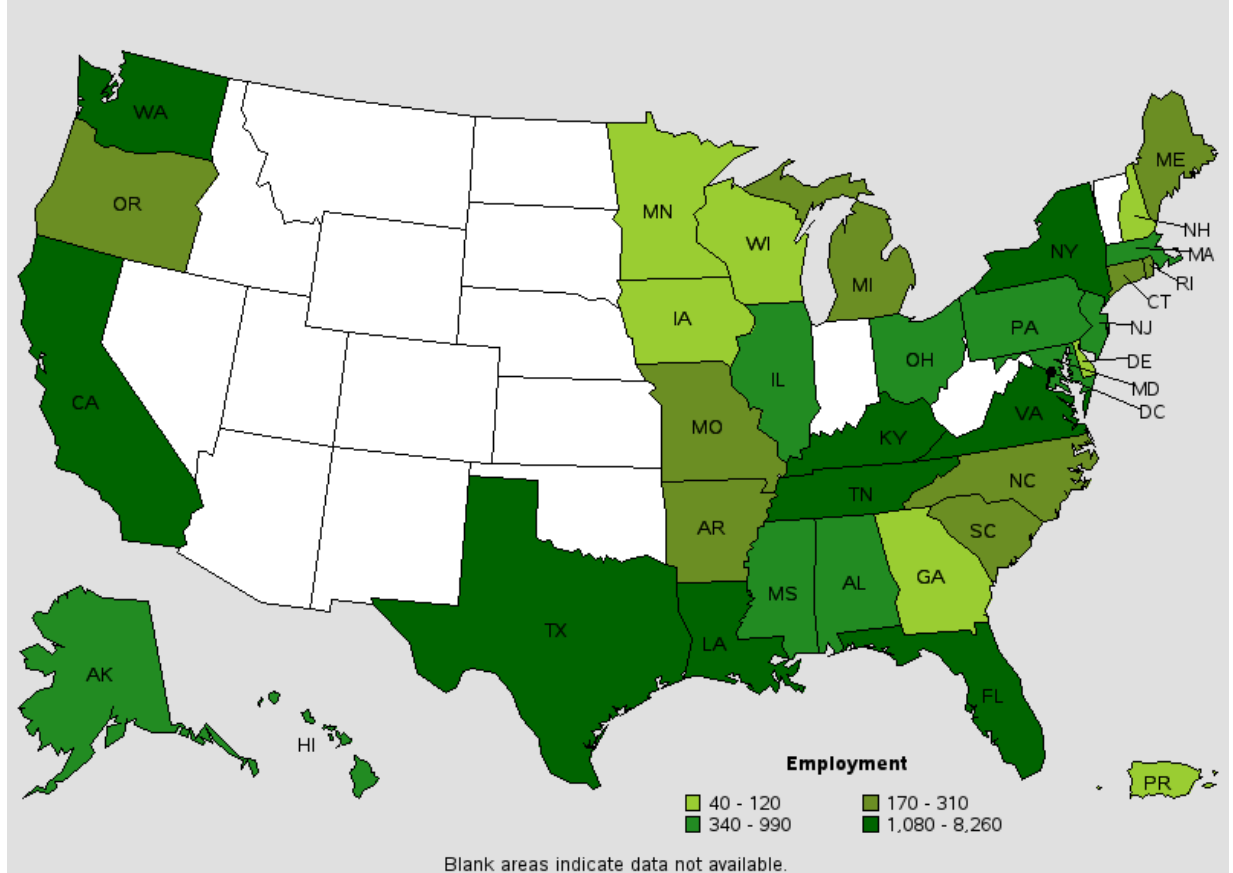 WA
ME
OR
MN
NH
WI
NY
MA
MI
RI
CT
IA
PA
NJ
OH
DE
IL
MD
CA
DC
MO
VA
KY
NC
TN
AR
SC
GA
MS
AL
TX
LA
AK
FL
HI
Employment
PR
40 - 120
170 - 310
340 - 990
1,080 - 8,260
Blank areas indicate data not available.